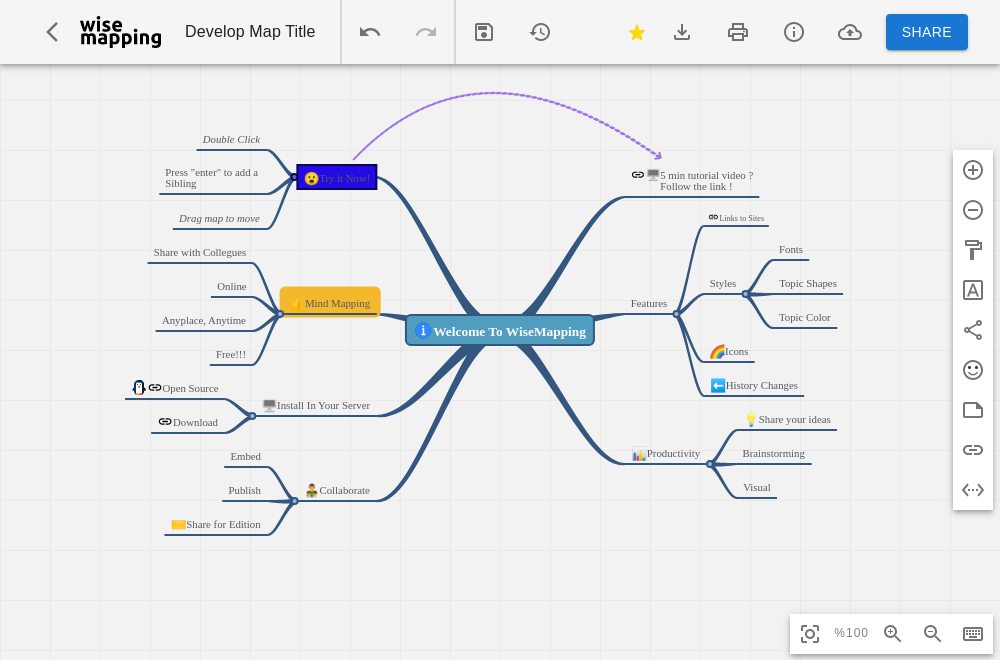 wise
mapping
Develop Map Title
SHARE
Double Click
Press "enter" to add a
Sibling
Drag map to move
Try it Now!
Share with Collegues
Online
Anyplace, Anytime
Free!!!
Mind Mapping
Open Source
Download
Install In Your Server
Embed
Publish
Share for Edition
Collaborate
Welcome To WiseMapping
5 min tutorial video ?
Follow the link !
Links to Sites
Features
Fonts
Styles
Topic Shapes
Topic Color
Icons
History Changes
Share your ideas
Productivity
Brainstorming
Visual
%100